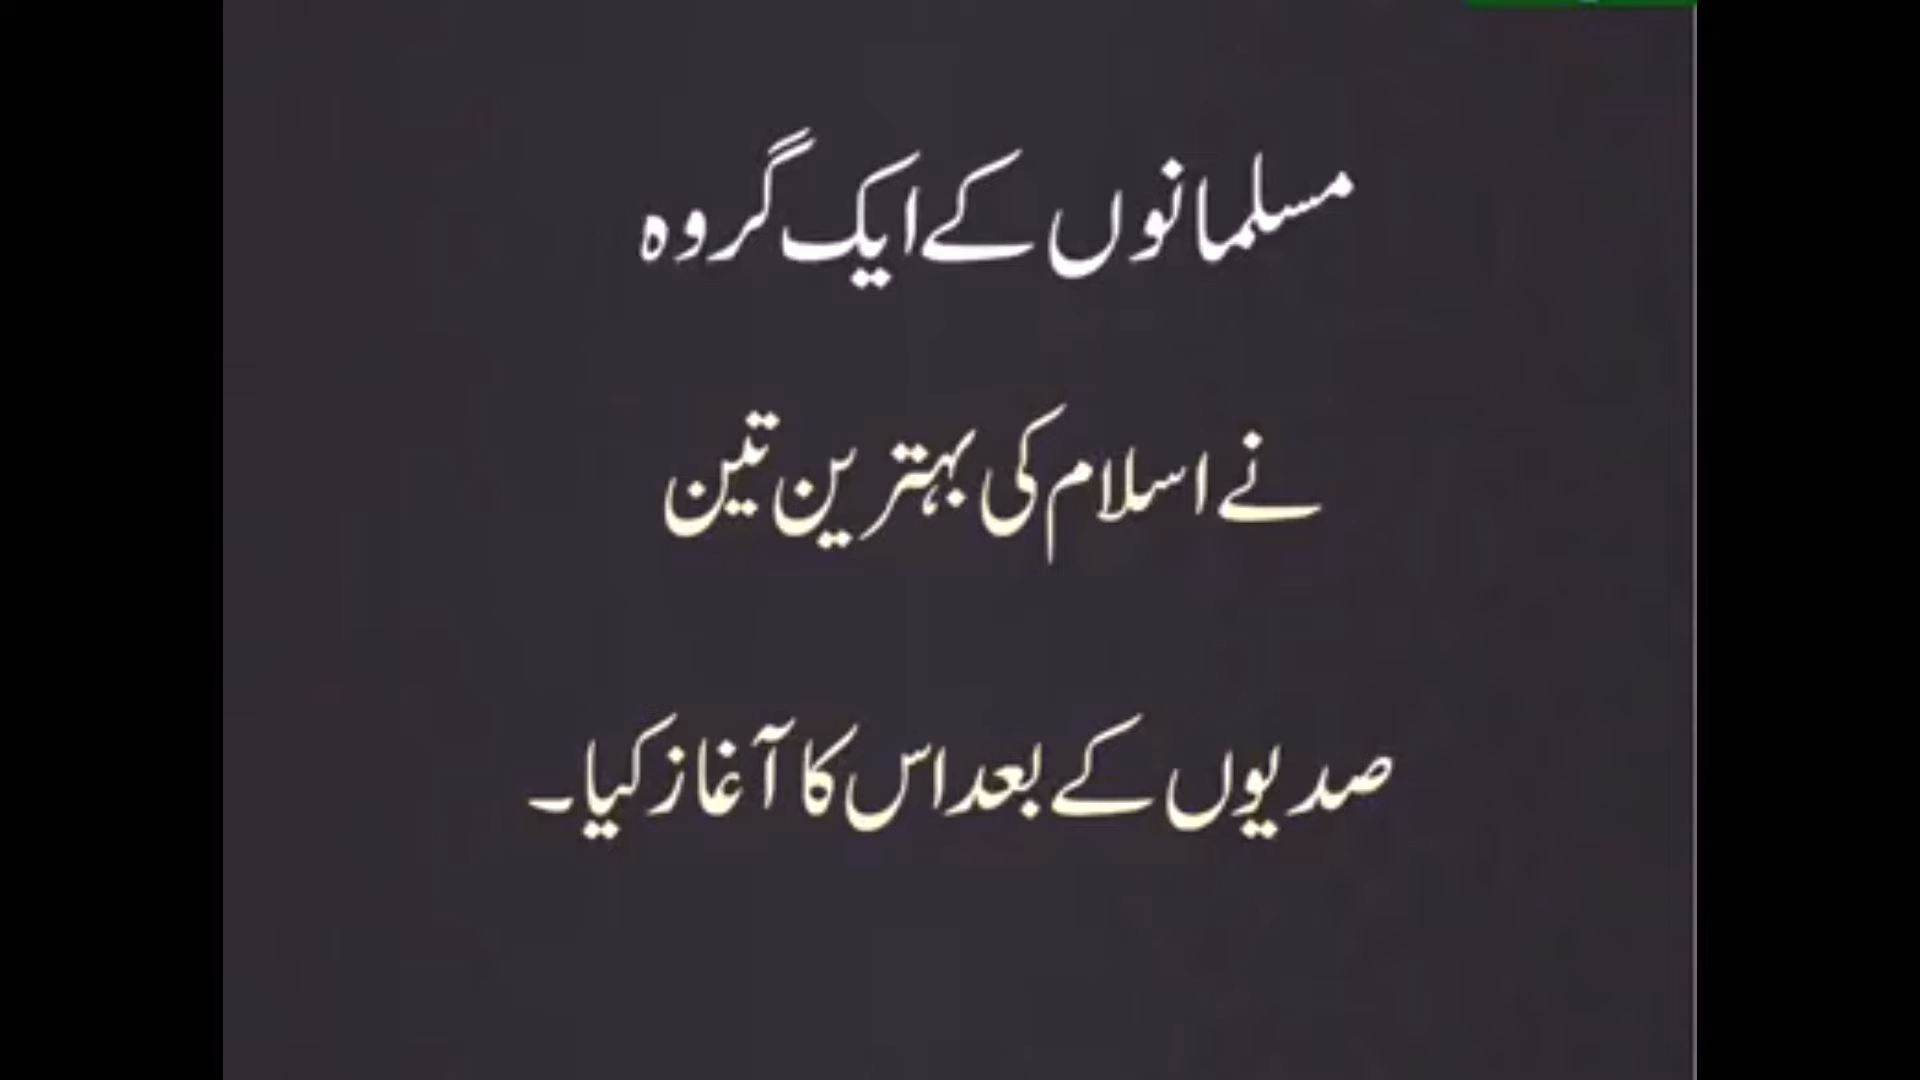 مسلمانوں کے ایک گروہ
نے اسلام کی بہترین تین
صدیوں کے بعد اس کا آغاز کیا۔